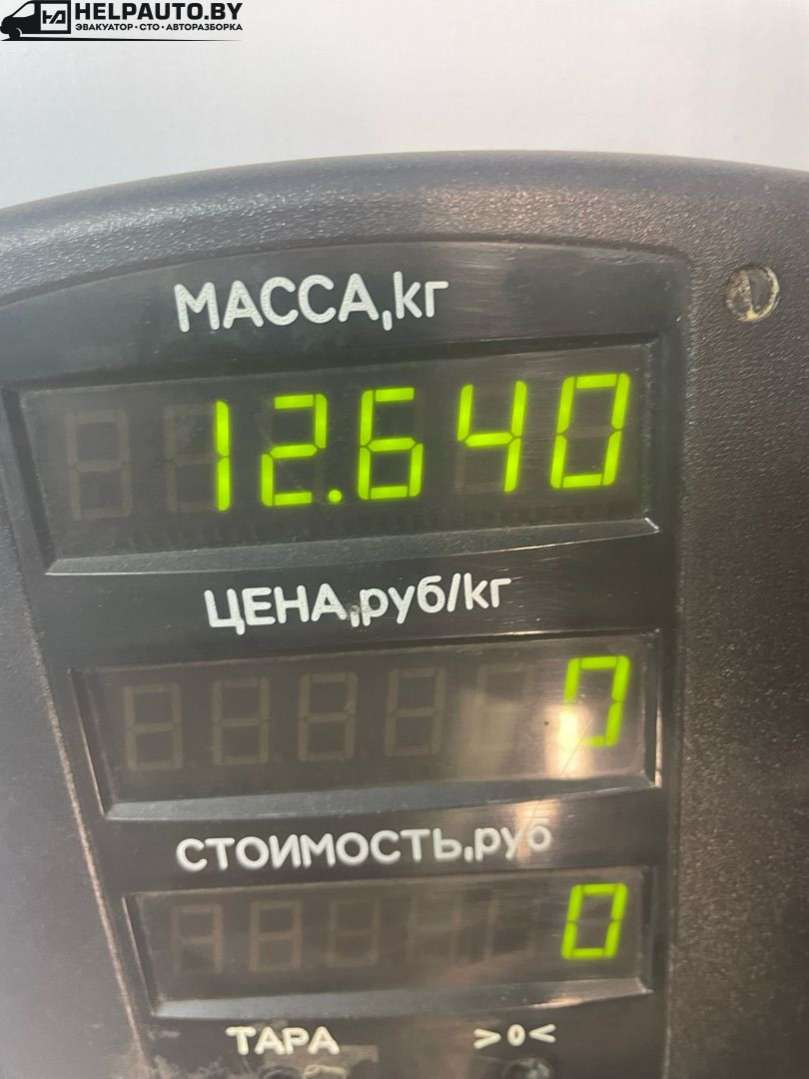 HELPAUTO.BY
ЭВАКУАТОР • СТО • АВТОРАЗБОРКА
МАССА,кг
12.640
ЦЕНА,руб/кг
0
СТОИМОСТЬ,руб
0
ТАРА >0<